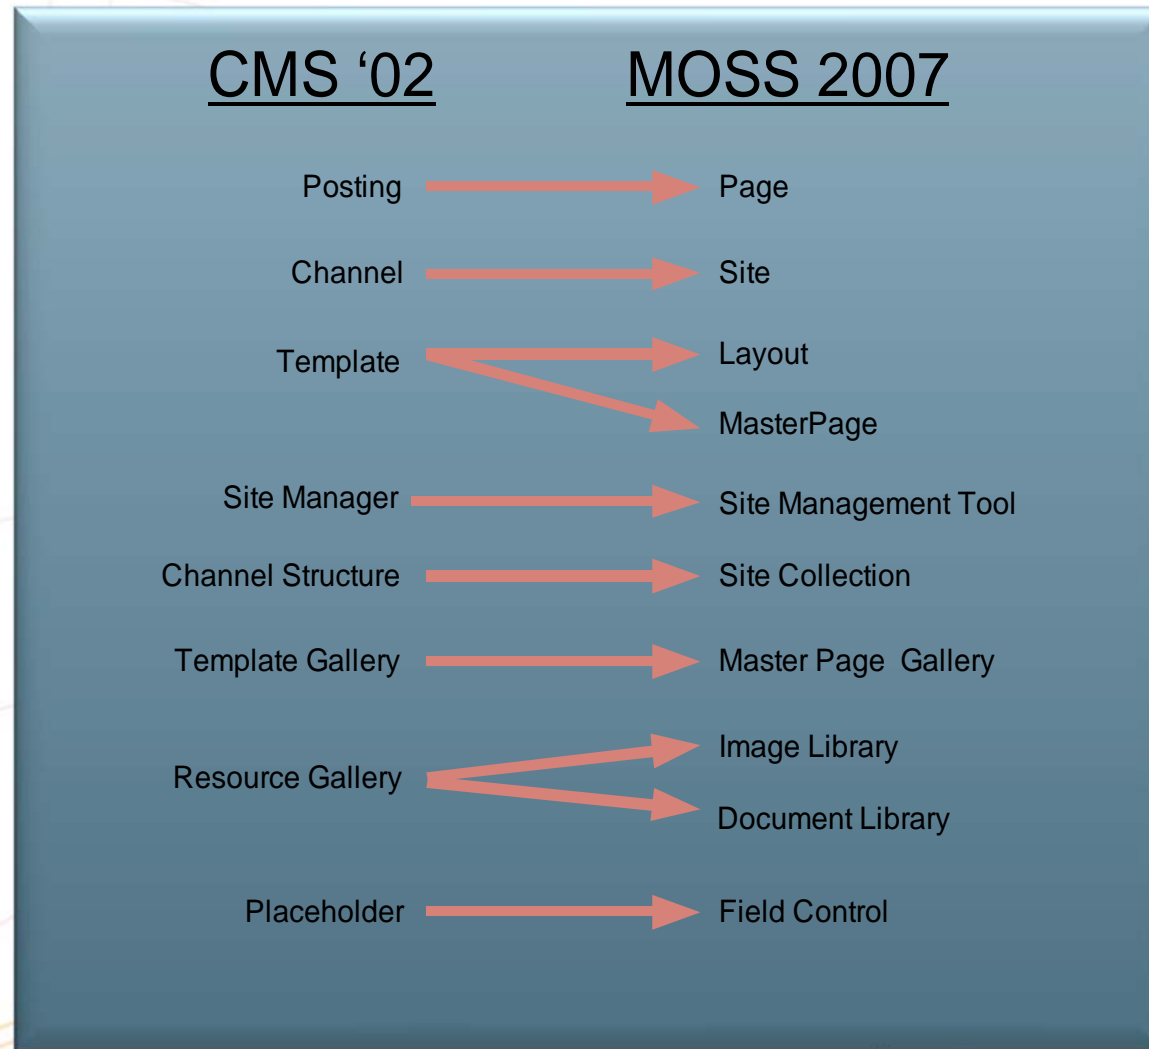 CMS ‘02 MOSS 2007
Posting Page
Channel Site
Template Layout
MasterPage
Site Manager Site Management Tool
Channel Structure Site Collection
Template Gallery Master Page  Gallery
Resource Gallery Image Library
Document Library
Placeholder Field Control